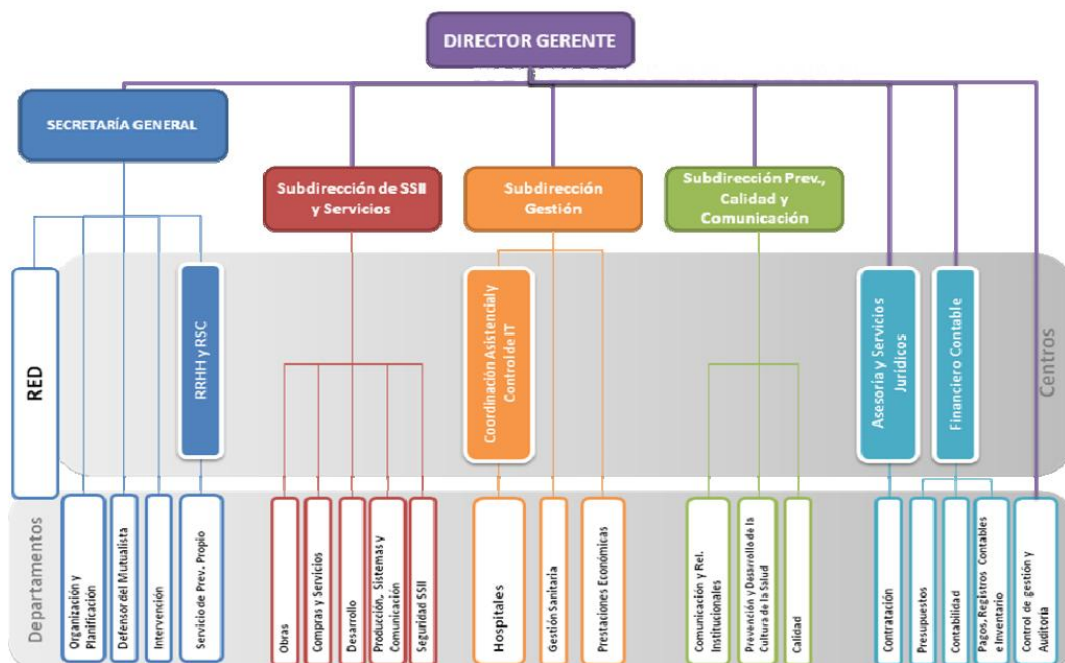 DIRECTOR GERENTE
SECRETARÍA GENERAL
Subdirección de SSII
y Servicios
Subdirección
Gestión
Subdirección Prev.,
Calidad y
Comunicación
RED
RRHH y RSC
Coordinación Asistencial y
Control de IT
Asesoría y Servicios
Jurídicos
Financiero Contable
Centros
Departamentos
Organización y
Planificación
Defensor del Mutualista
Intervención
Servicio de Prev. Propio
Obras
Compras y Servicios
Desarrollo
Producción, Sistemas y
Comunicación
Seguridad SSII
Hospitales
Gestión Sanitaria
Prestaciones Económicas
Comunicación y Rel.
Institucionales
Prevención y Desarrollo de la
Cultura de la Salud
Calidad
Contratación
Presupuestos
Contabilidad
Pagos, Registros Contables
e Inventario
Control de gestión y
Auditoría